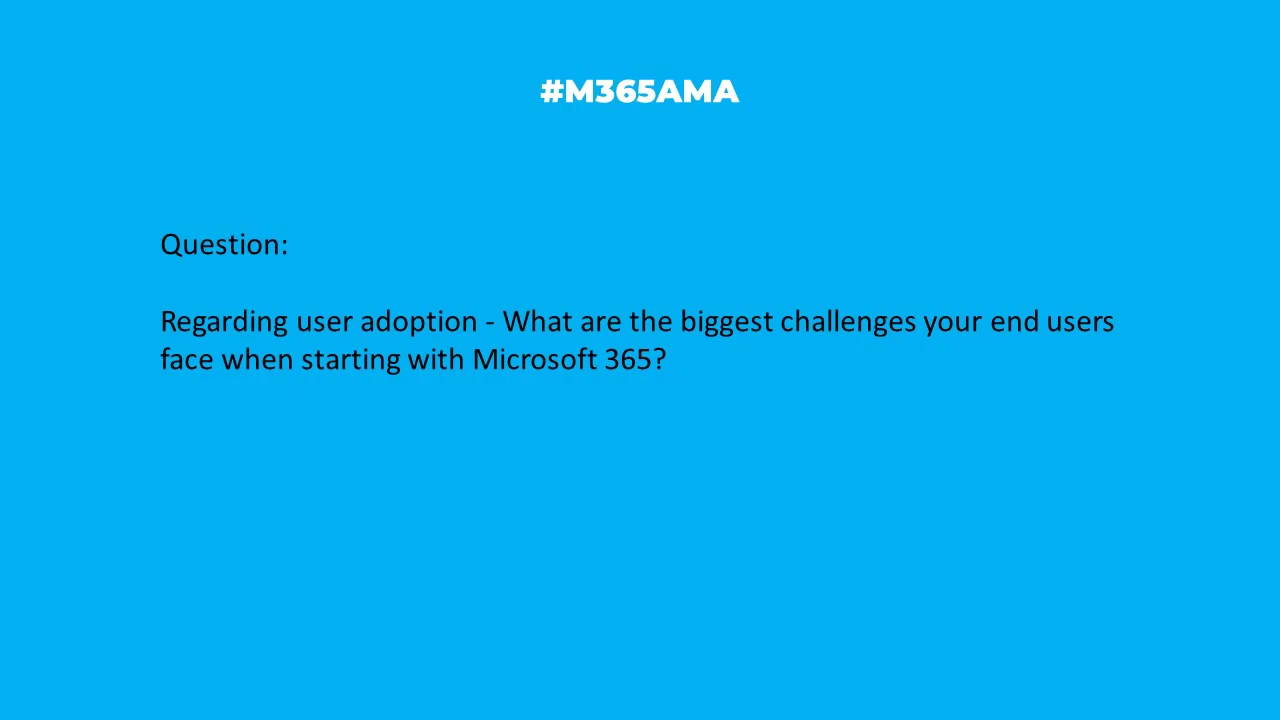 #M365AMA
Question:
Regarding user adoption - What are the biggest challenges your end users
face when starting with Microsoft 365?